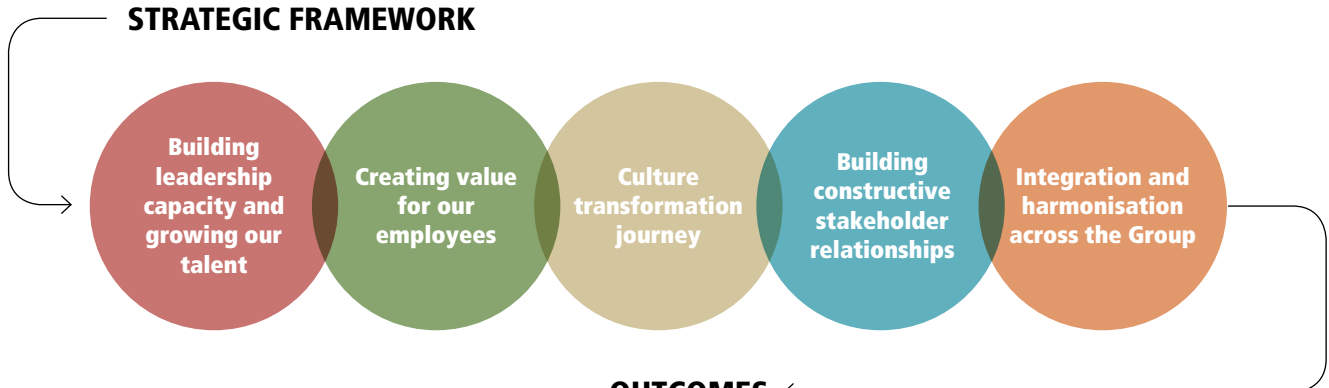 STRATEGIC FRAMEWORK
Building
leadership
capacity and
growing our
talent
Creating value
for our
employees
Culture
transformation
journey
Building
constructive
stakeholder
relationships
Integration and
harmonisation
across the Group
OUTCOMES